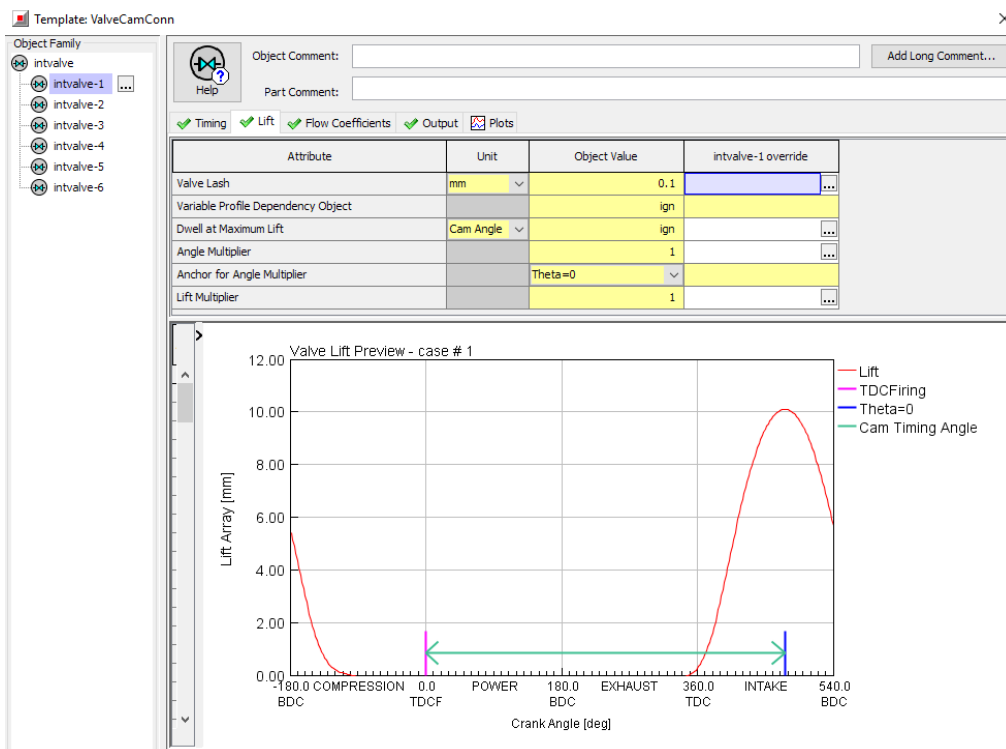 Template: ValveCamConn
Object Family
intvalve
intvalve-1 ...
intvalve-2
intvalve-3
intvalve-4
intvalve-5
intvalve-6
Help
Object Comment:
Add Long Comment...
Part Comment:
Timing Lift Flow Coefficients Output Plots
Attribute Unit Object Value intvalve-1 override
Valve Lash mm 0.1 ...
Variable Profile Dependency Object ign
Dwell at Maximum Lift Cam Angle ign ...
Angle Multiplier 1 ...
Anchor for Angle Multiplier Theta=0
Lift Multiplier 1 ...
Valve Lift Preview - case # 1
12.00
10.00
8.00
6.00
4.00
2.00
0.00
Lift Array [mm]
Lift
TDCFiring
Theta=0
Cam Timing Angle
-180.0 COMPRESSION 0.0 POWER 180.0 EXHAUST 360.0 INTAKE 540.0
BDC TDCF BDC TDC BDC
Crank Angle [deg]